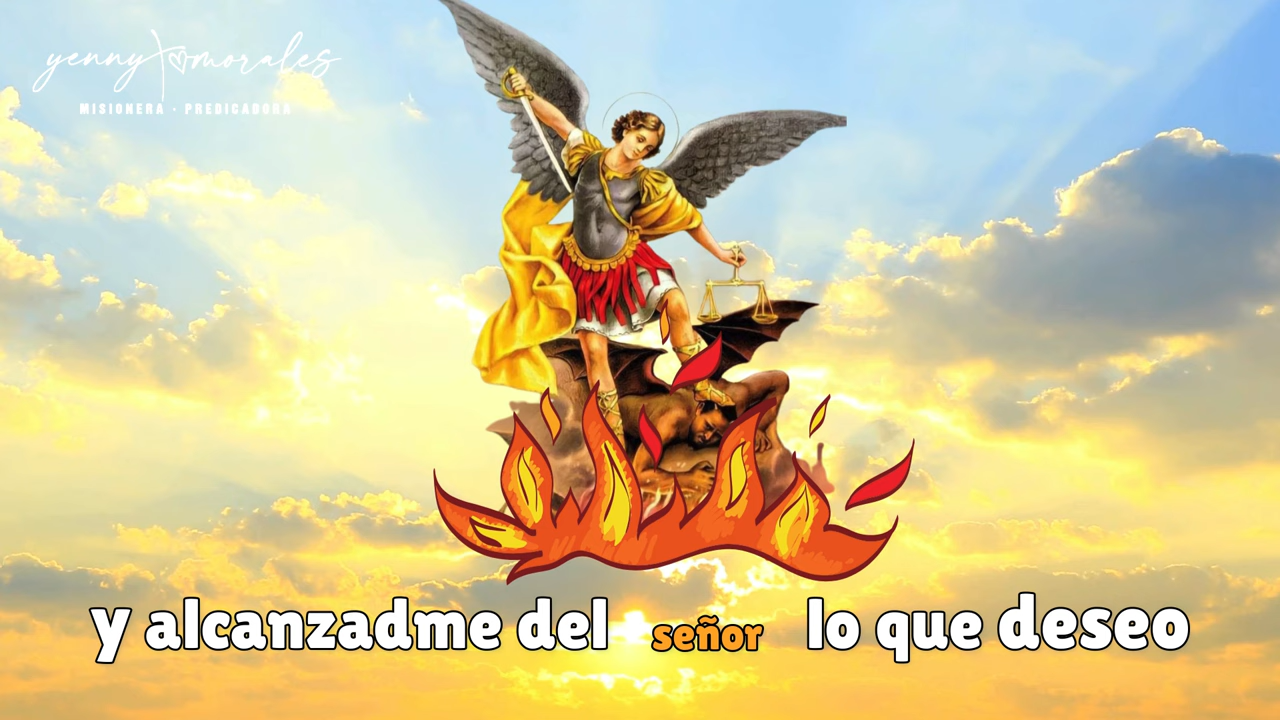 yenny morales
MISIONERA · PREDICADORA
y alcanzadme del señor lo que deseo